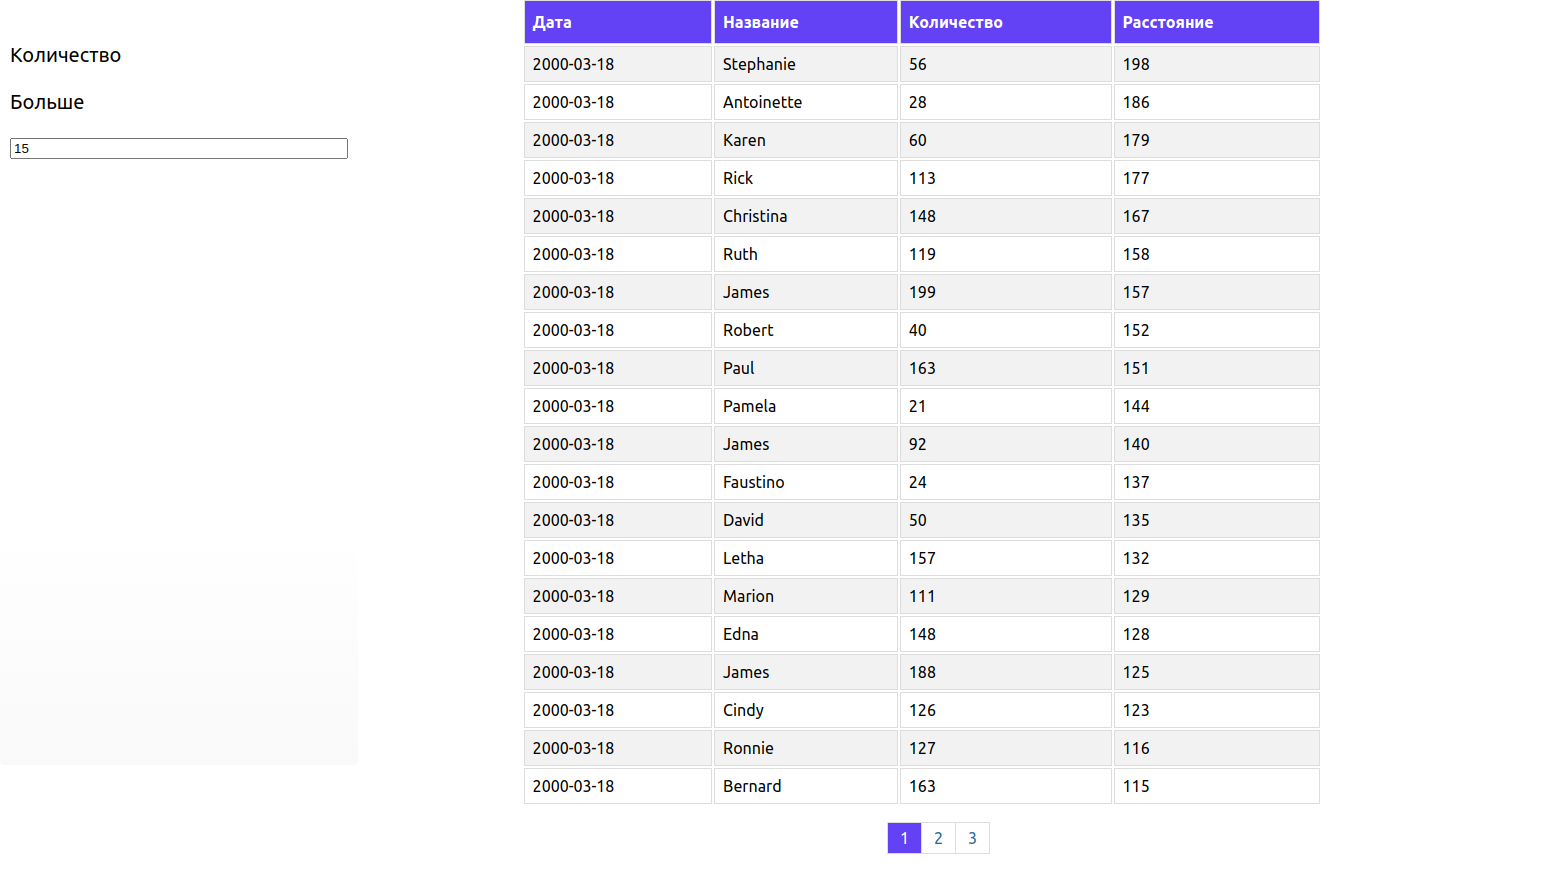 Количество
Больше
15
Дата Название Количество Расстояние
2000-03-18 Stephanie 56 198
2000-03-18 Antoinette 28 186
2000-03-18 Karen 60 179
2000-03-18 Rick 113 177
2000-03-18 Christina 148 167
2000-03-18 Ruth 119 158
2000-03-18 James 199 157
2000-03-18 Robert 40 152
2000-03-18 Paul 163 151
2000-03-18 Pamela 21 144
2000-03-18 James 92 140
2000-03-18 Faustino 24 137
2000-03-18 David 50 135
2000-03-18 Letha 157 132
2000-03-18 Marion 111 129
2000-03-18 Edna 148 128
2000-03-18 James 188 125
2000-03-18 Cindy 126 123
2000-03-18 Ronnie 127 116
2000-03-18 Bernard 163 115
1 2 3